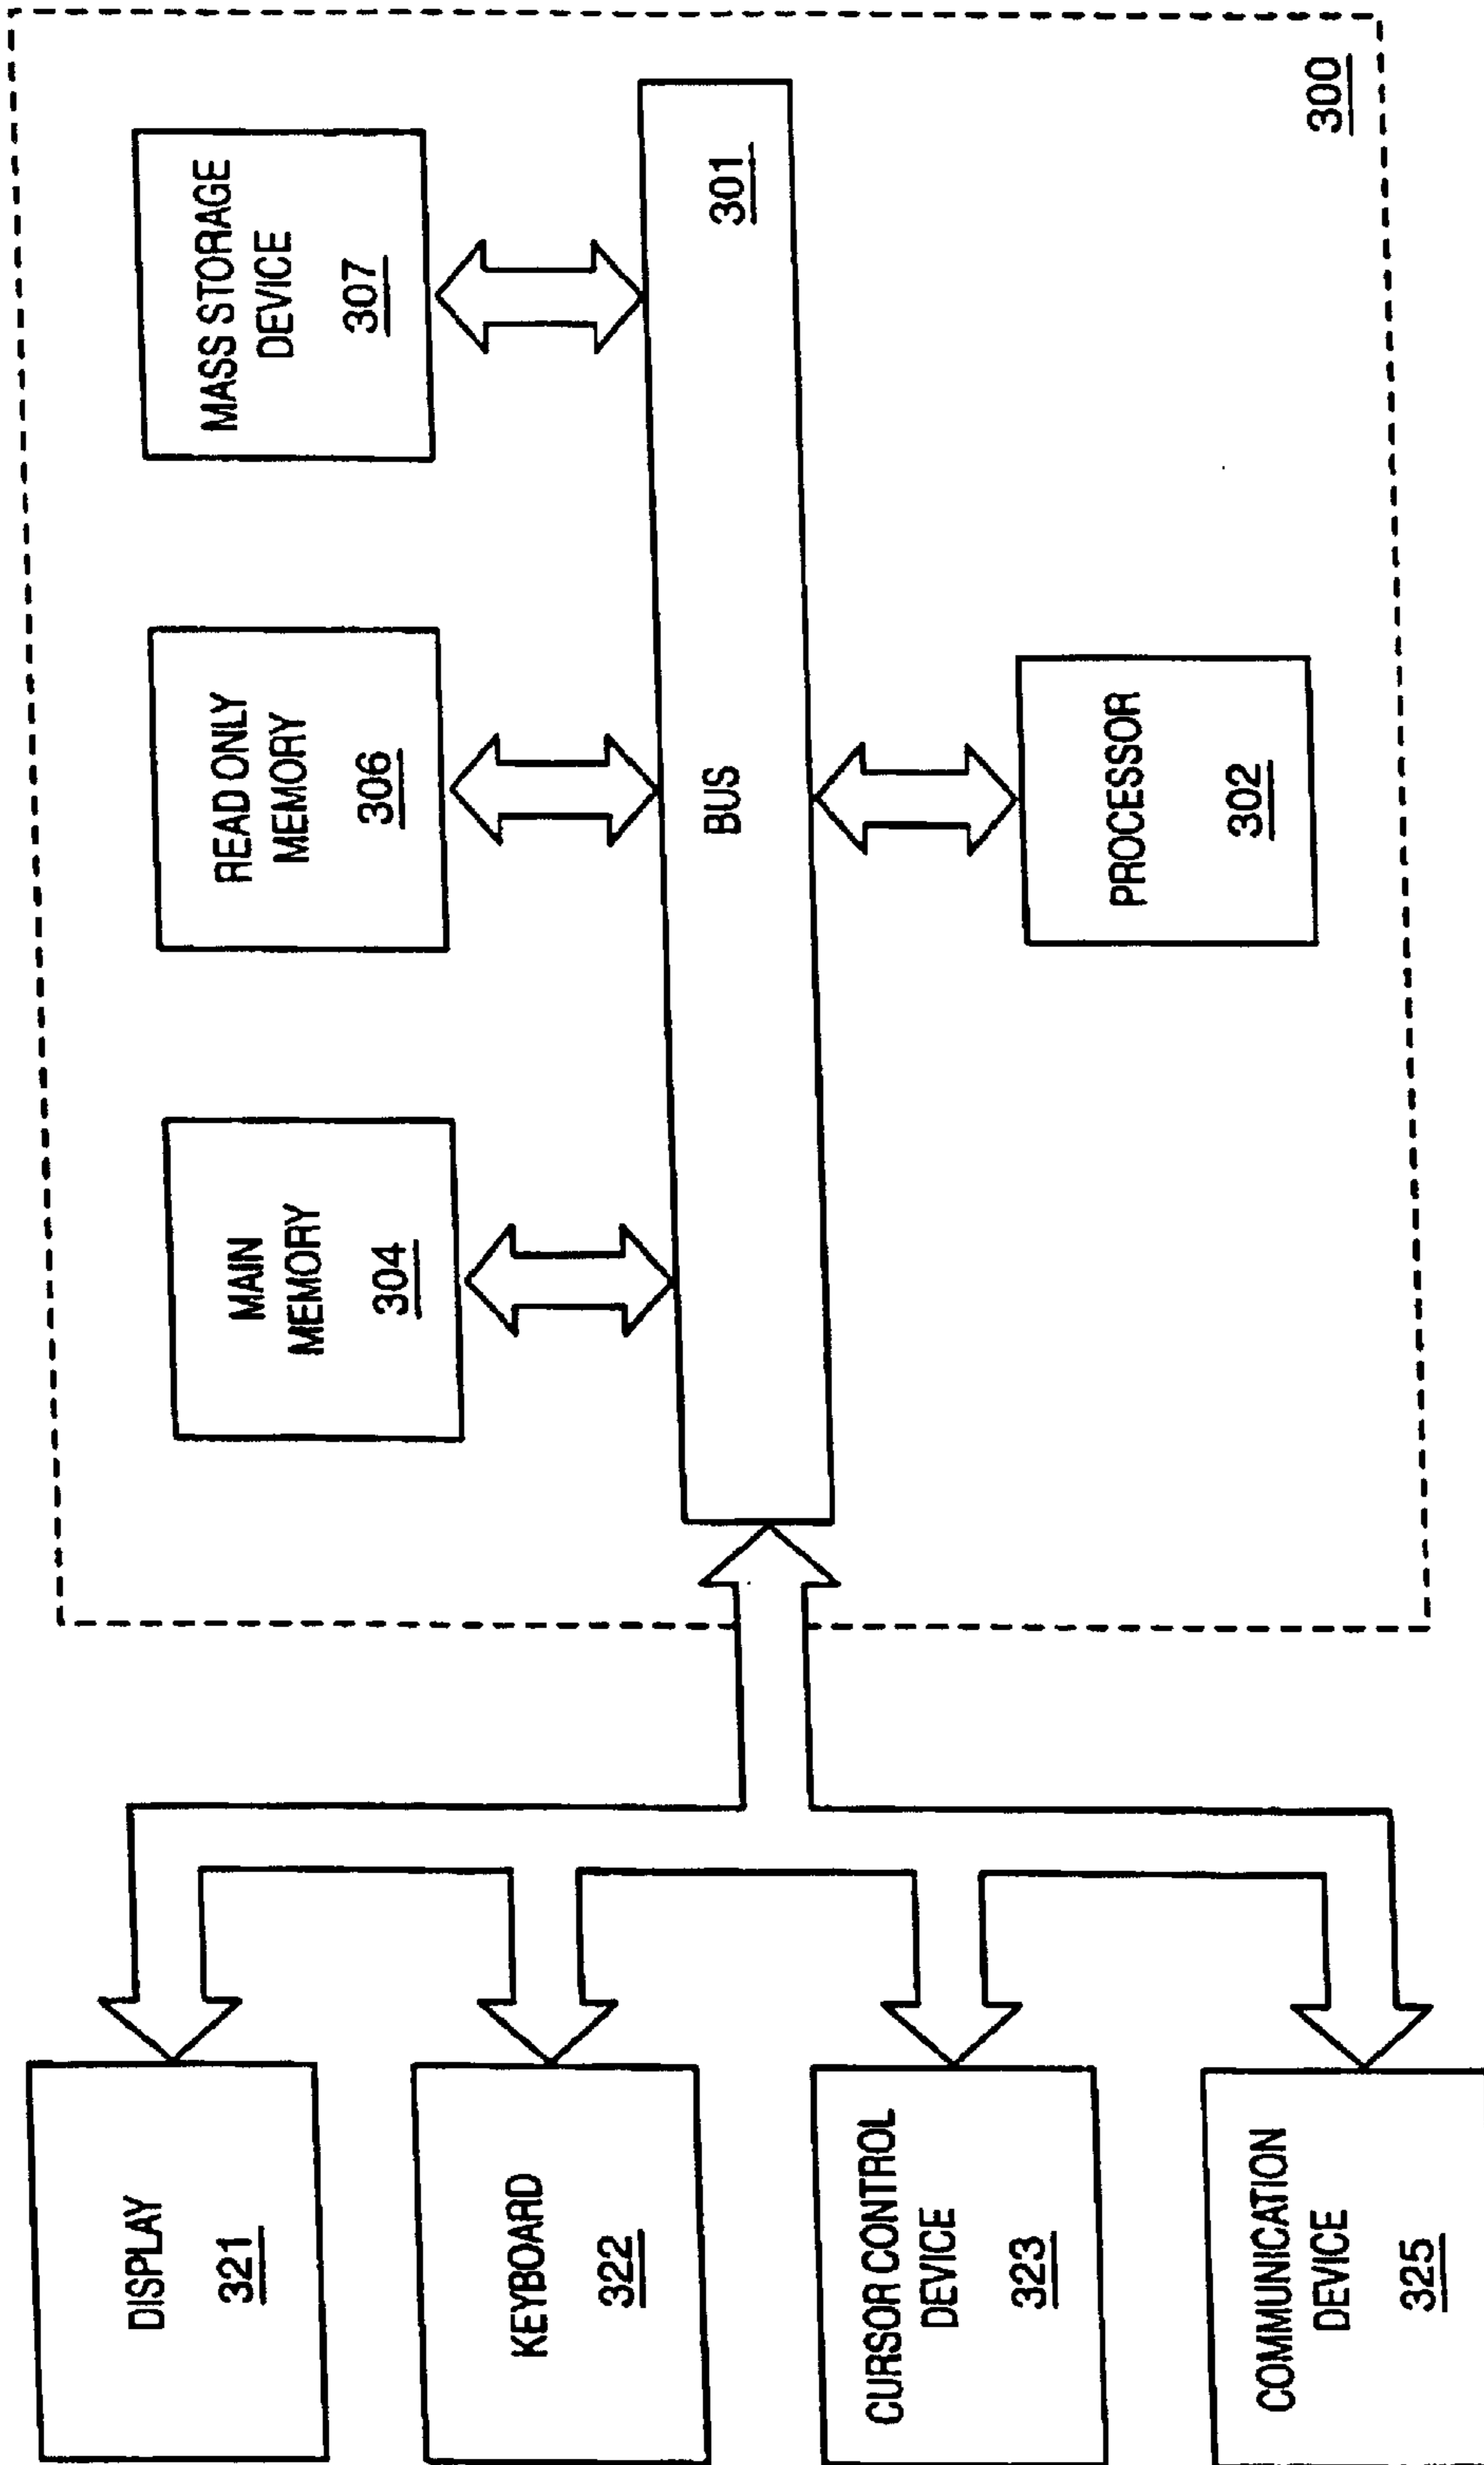 DISPLAY
321
KEYBOARD
322
CURSOR CONTROL
DEVICE
323
COMMUNICATION
DEVICE
325
MAIN
MEMORY
304
READ ONLY
MEMORY
306
MASS STORAGE
DEVICE
307
BUS
301
PROCESSOR
302
300